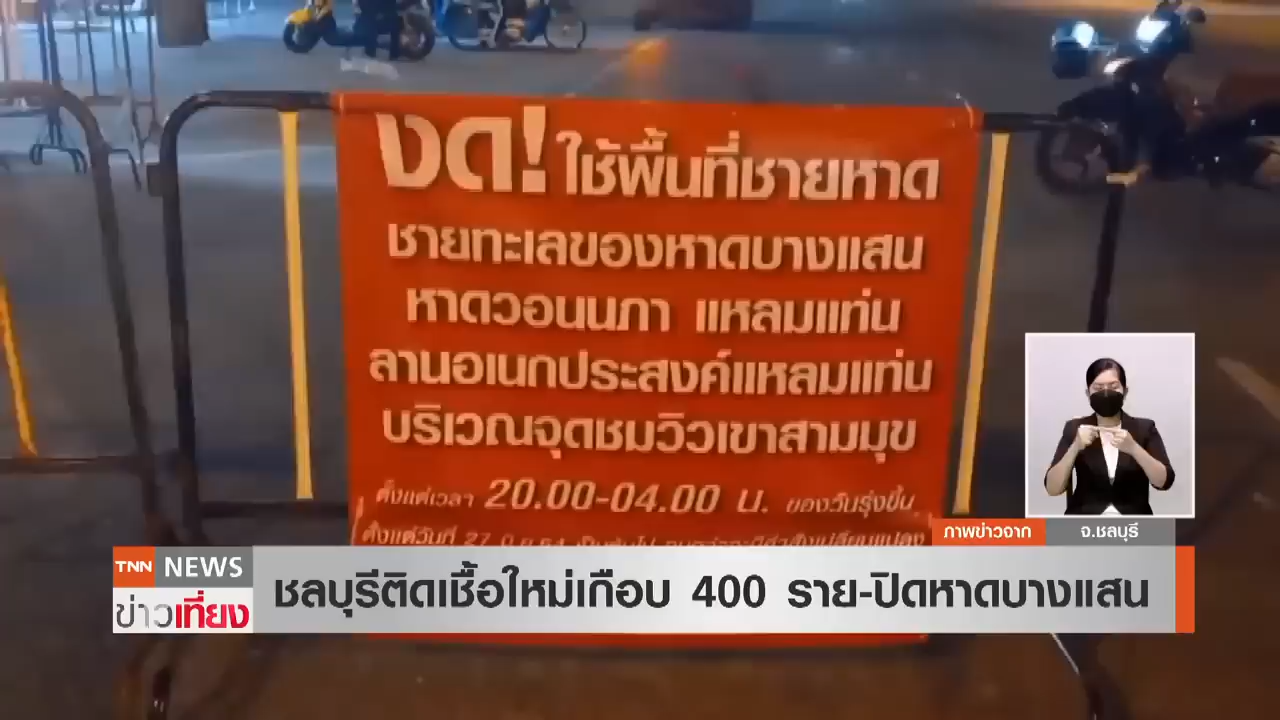 งด! ใช้พื้นที่ชายหาด
ชายทะเลของหาดบางแสน
หาดวอนนภา แหลมแท่น
ลานอเนกประสงค์แหลมแท่น
บริเวณจุดชมวิวเขาสามมุข
ตั้งแต่เวลา 20.00-04.00 น. ของวันรุ่งขึ้น
ตั้งแต่วันที่ 27
ภาพข่าวจาก จ.ชลบุรี
TNN NEWS
ข่าวเที่ยง
ชลบุรีติดเชื้อใหม่เกือบ 400 ราย-ปิดหาดบางแสน